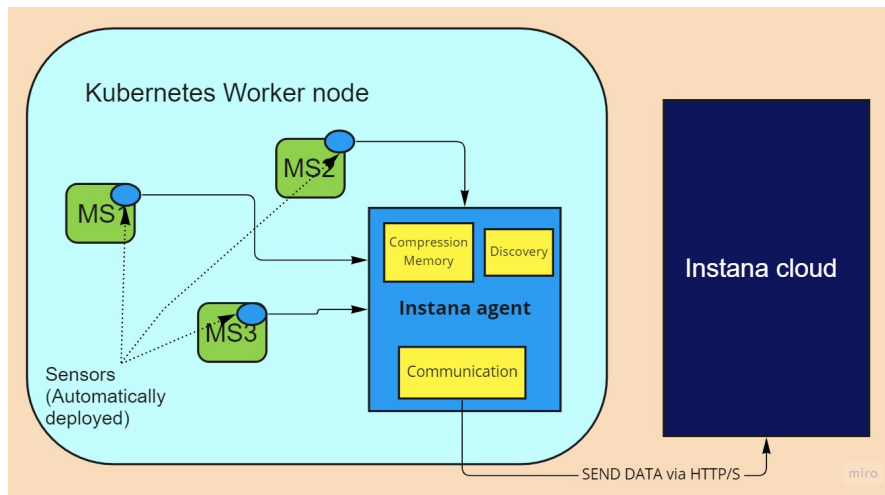 Kubernetes Worker node
MS2
MS1
MS3
Compression
Memory
Discovery
Instana agent
Communication
Sensors
(Automatically
deployed)
Instana cloud
SEND DATA via HTTP/S
miro